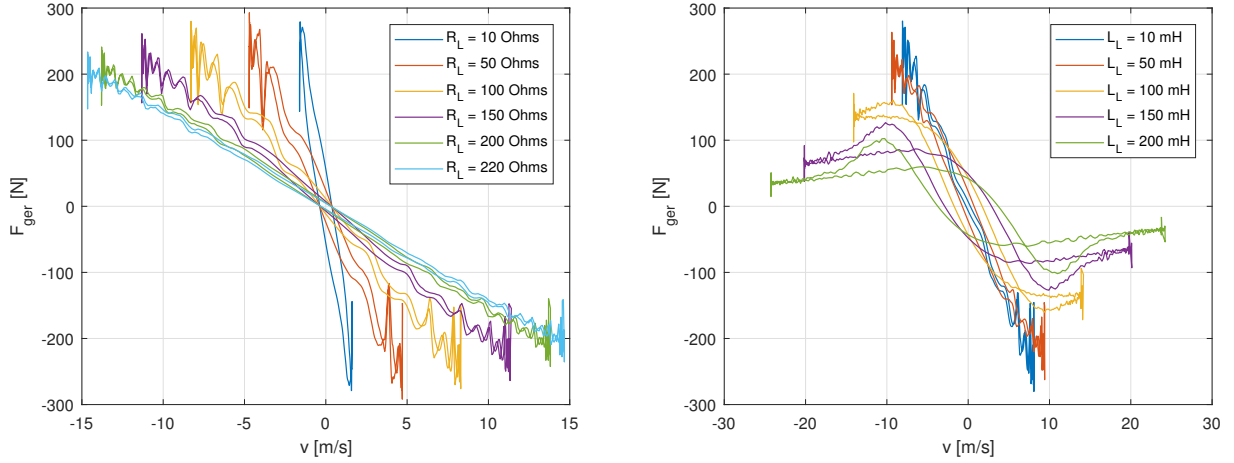 300
200
100
0
-100
-200
-300
F_ger [N]
-15
-10
-5
0
5
10
15
v [m/s]
R_L = 10 Ohms
R_L = 50 Ohms
R_L = 100 Ohms
R_L = 150 Ohms
R_L = 200 Ohms
R_L = 220 Ohms
300
200
100
0
-100
-200
-300
F_ger [N]
-30
-20
-10
0
10
20
30
v [m/s]
L_L = 10 mH
L_L = 50 mH
L_L = 100 mH
L_L = 150 mH
L_L = 200 mH